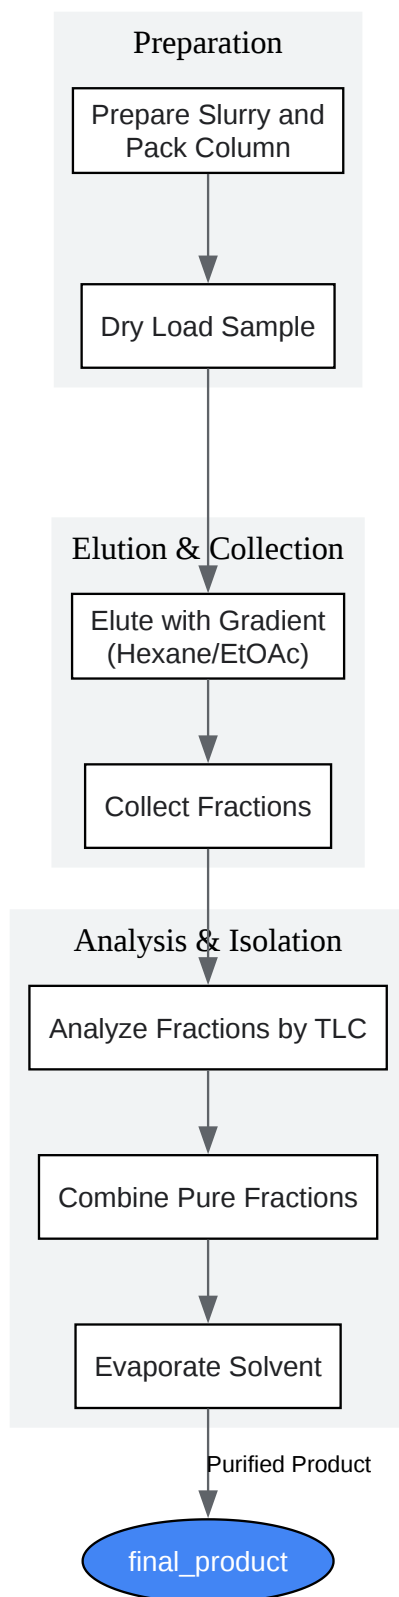 Preparation
Prepare Slurry and
Pack Column
Dry Load Sample
Elution & Collection
Elute with Gradient
(Hexane/EtOAc)
Collect Fractions
Analysis & Isolation
Analyze Fractions by TLC
Combine Pure Fractions
Evaporate Solvent
Purified Product
final_product